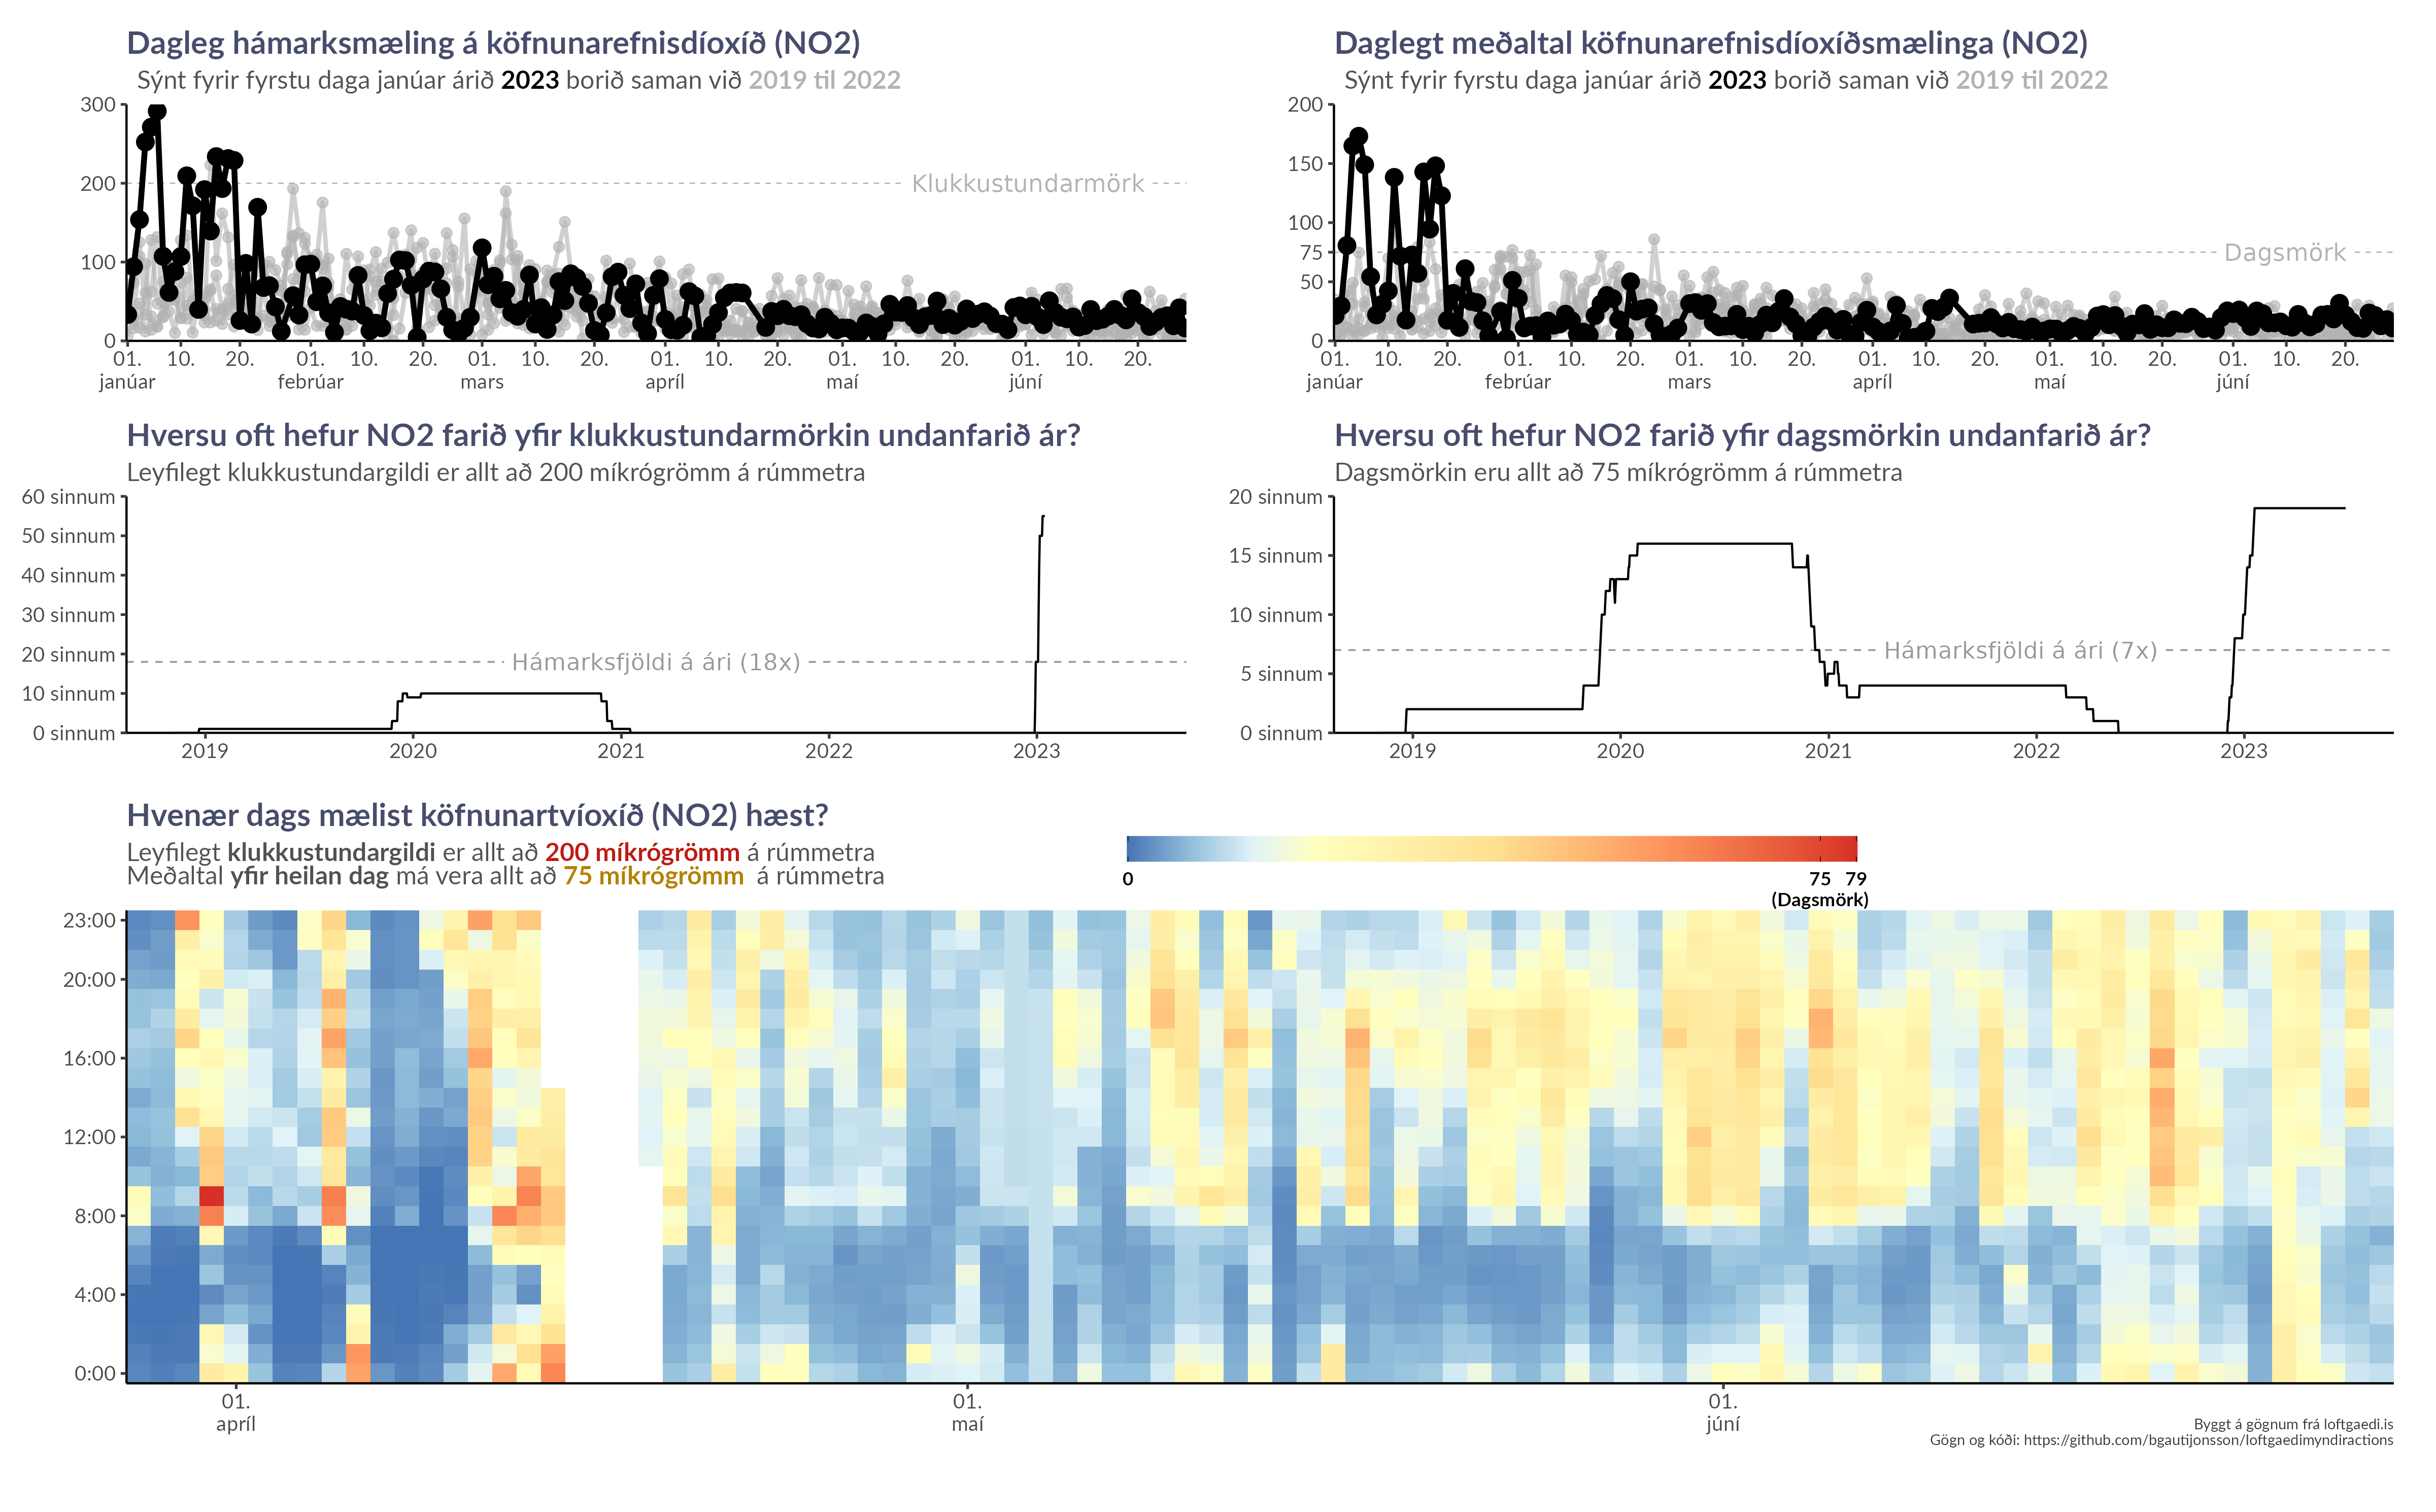 Dagleg hámarksmæling á köfnunarefnisdíoxíð (NO2)
Sýnt fyrir fyrstu daga janúar árið 2023 borið saman við 2019 til 2022
300
200
100
0
Klukkustundarmörk
01. 10. 20. 01. 10. 20. 01. 10. 20. 01. 10. 20. 01. 10. 20. 01. 10. 20.
janúar febrúar mars apríl maí júní
Daglegt meðaltal köfnunarefnisdíoxíðsmælinga (NO2)
Sýnt fyrir fyrstu daga janúar árið 2023 borið saman við 2019 til 2022
200
150
100
75
50
0
Dagsmörk
01. 10. 20. 01. 10. 20. 01. 10. 20. 01. 10. 20. 01. 10. 20. 01. 10. 20.
janúar febrúar mars apríl maí júní
Hversu oft hefur NO2 farið yfir klukkustundarmörkin undanfarið ár?
Leyfilegt klukkustundargildi er allt að 200 míkrógrömm á rúmmetra
60 sinnum
50 sinnum
40 sinnum
30 sinnum
20 sinnum
10 sinnum
0 sinnum
Hámarksfjöldi á ári (18x)
2019 2020 2021 2022 2023
Hversu oft hefur NO2 farið yfir dagsmörkin undanfarið ár?
Dagsmörkin eru allt að 75 míkrógrömm á rúmmetra
20 sinnum
15 sinnum
10 sinnum
5 sinnum
0 sinnum
Hámarksfjöldi á ári (7x)
2019 2020 2021 2022 2023
Hvenær dags mælist köfnunartvíoxíð (NO2) hæst?
Leyfilegt klukkustundargildi er allt að 200 míkrógrömm á rúmmetra
Meðaltal yfir heilan dag má vera allt að 75 míkrógrömm á rúmmetra
0 75 79
(Dagsmörk)
23:00
20:00
16:00
12:00
8:00
4:00
0:00
01. 01. 01.
apríl maí júní
Byggt á gögnum frá loftgaedi.is
Gögn og kóði: https://github.com/bgautijonsson/loftgaedimyndiractions